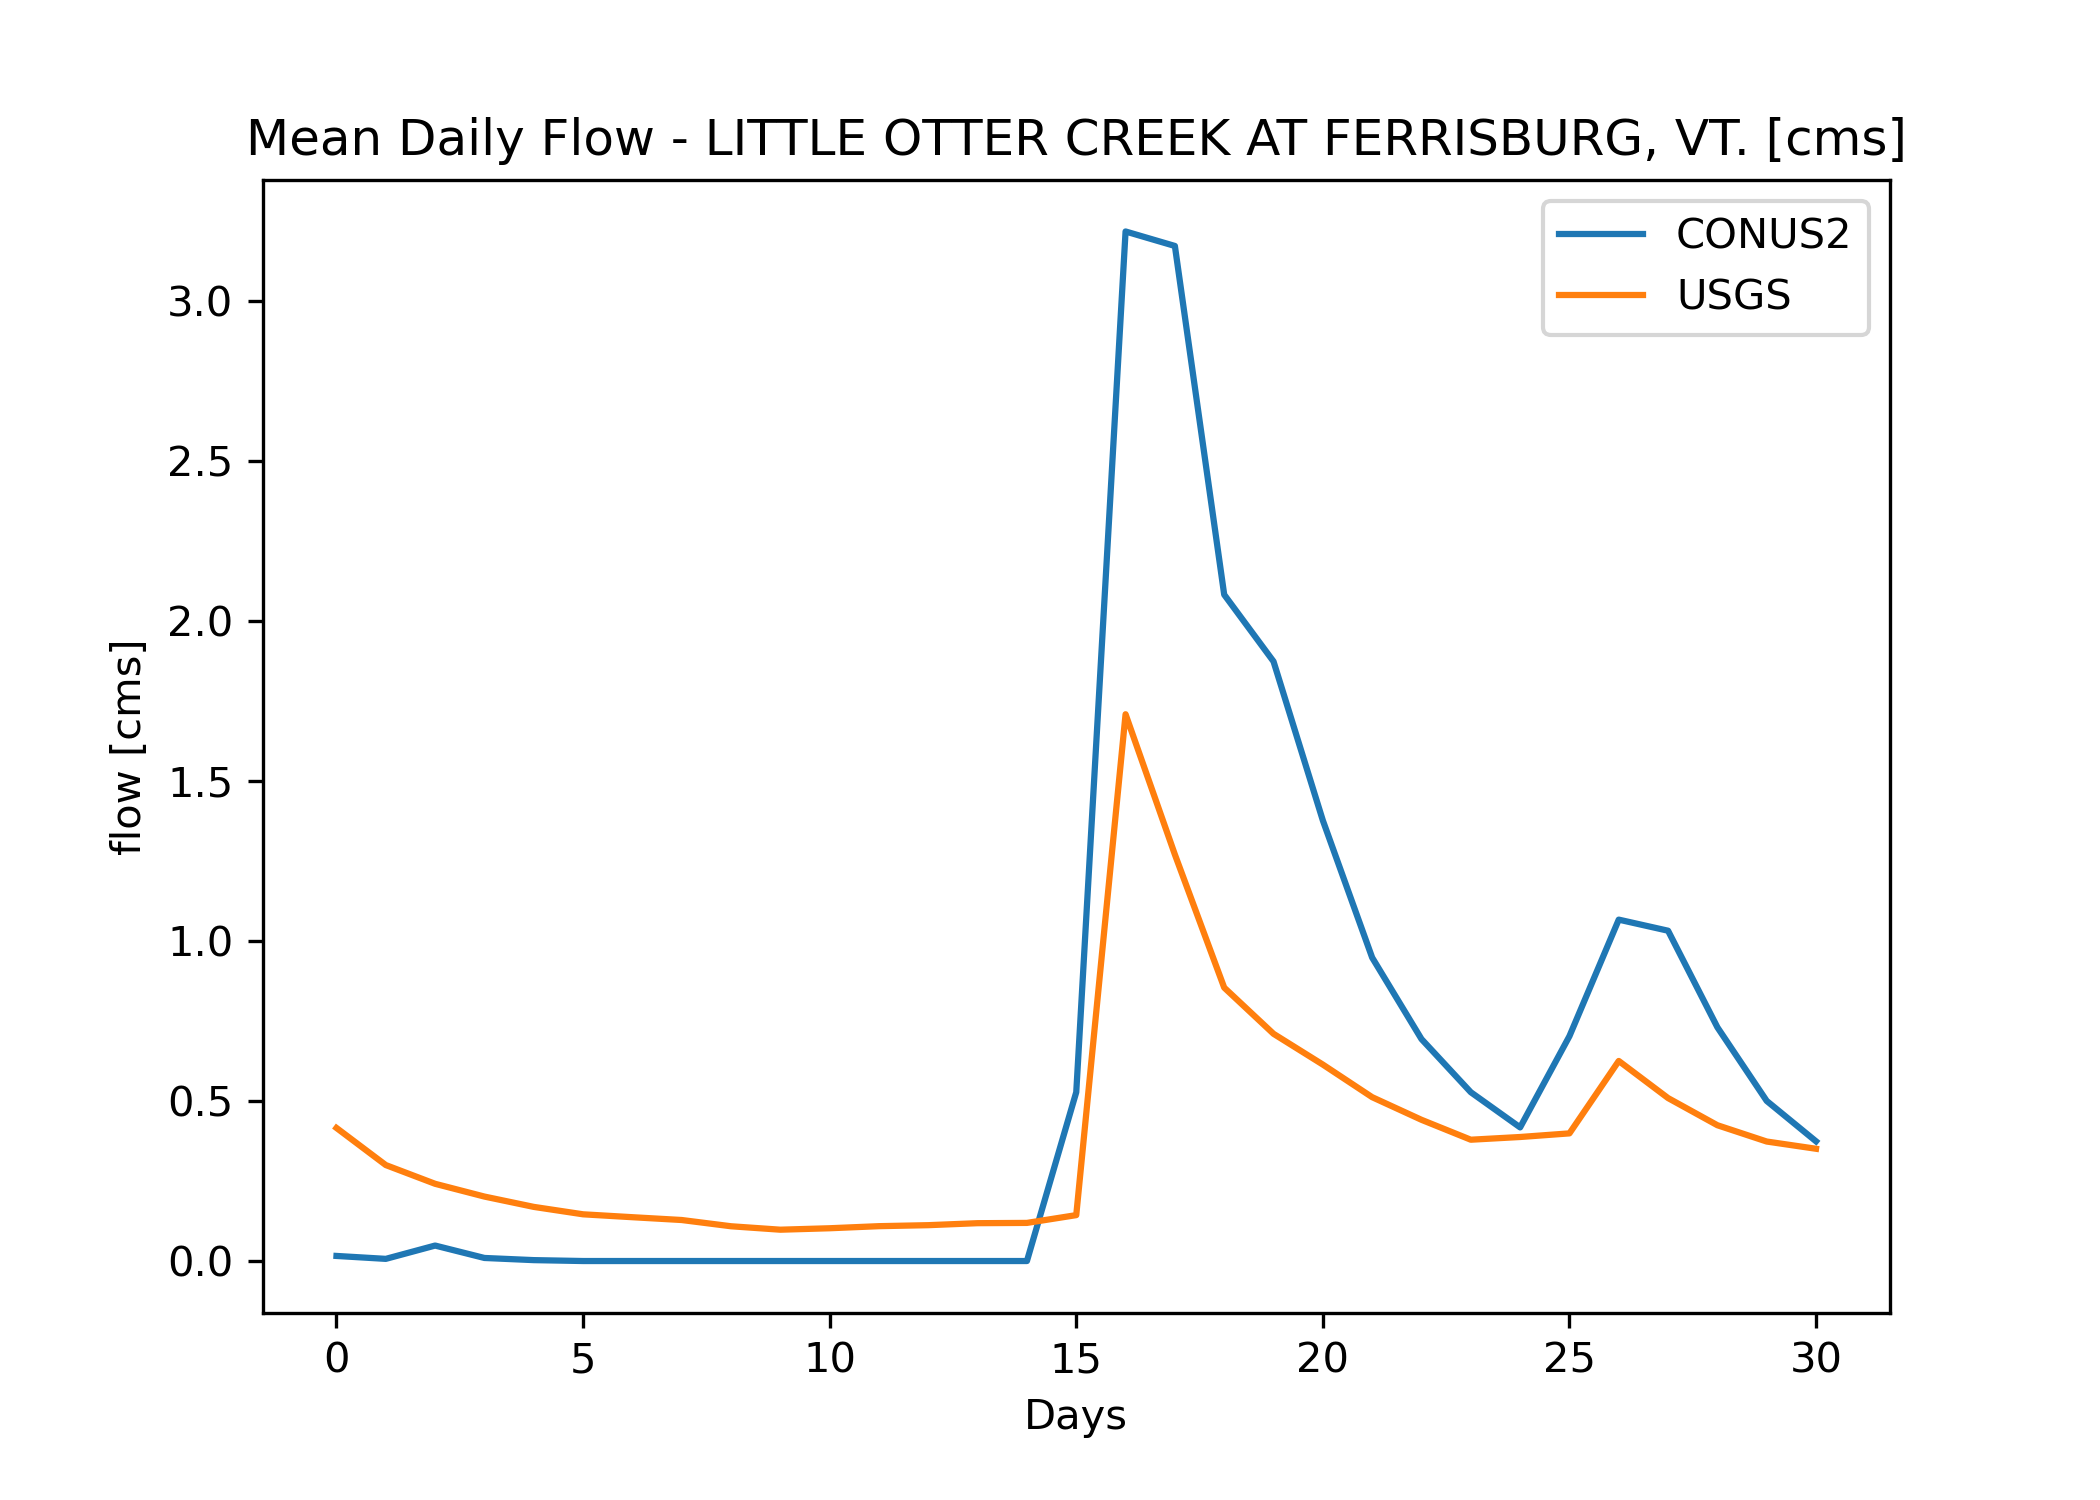 Mean Daily Flow - LITTLE OTTER CREEK AT FERRISBURG, VT. [cms]
CONUS2
USGS
flow [cms]
3.0
2.5
2.0
1.5
1.0
0.5
0.0
0 5 10 15 20 25 30
Days